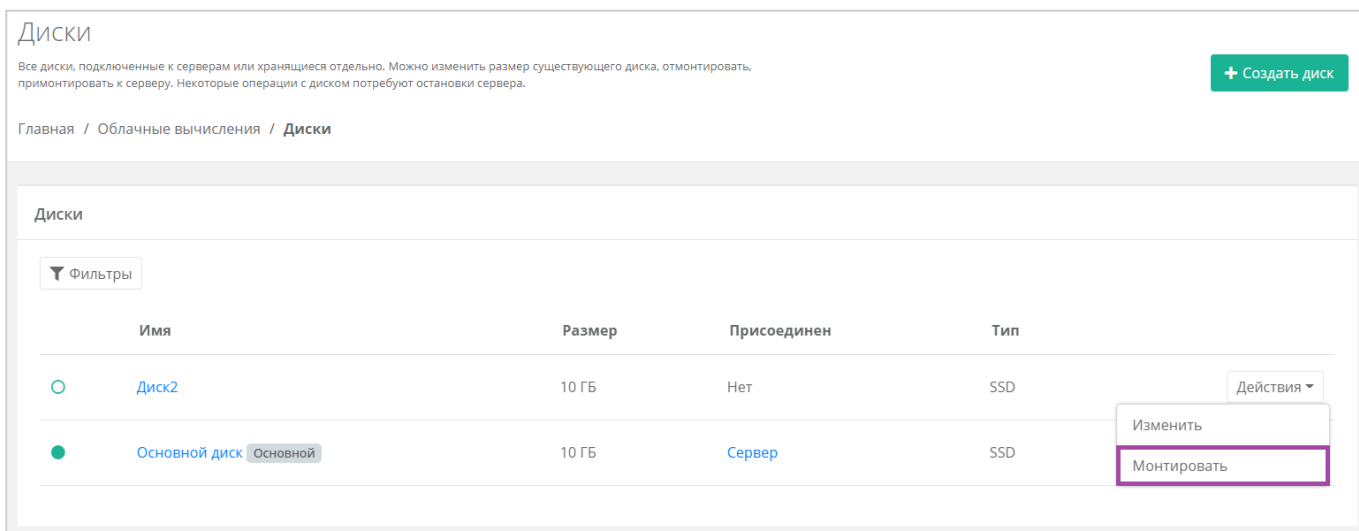 Диски
Все диски, подключенные к серверам или хранящиеся отдельно. Можно изменить размер существующего диска, отмонтировать,
примонтировать к серверу. Некоторые операции с диском потребуют остановки сервера.
+ Создать диск
Главная / Облачные вычисления / Диски
Диски
Фильтры
Имя Размер Присоединен Тип
Диск2 10 ГБ Нет SSD Действия
Изменить
Основной диск Основной 10 ГБ Сервер SSD
Монтировать